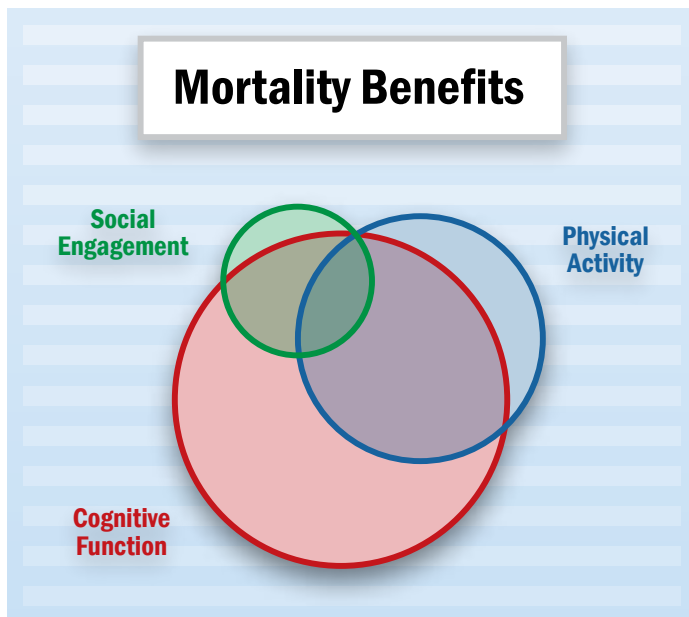 Mortality Benefits
Social
Engagement
Physical
Activity
Cognitive
Function